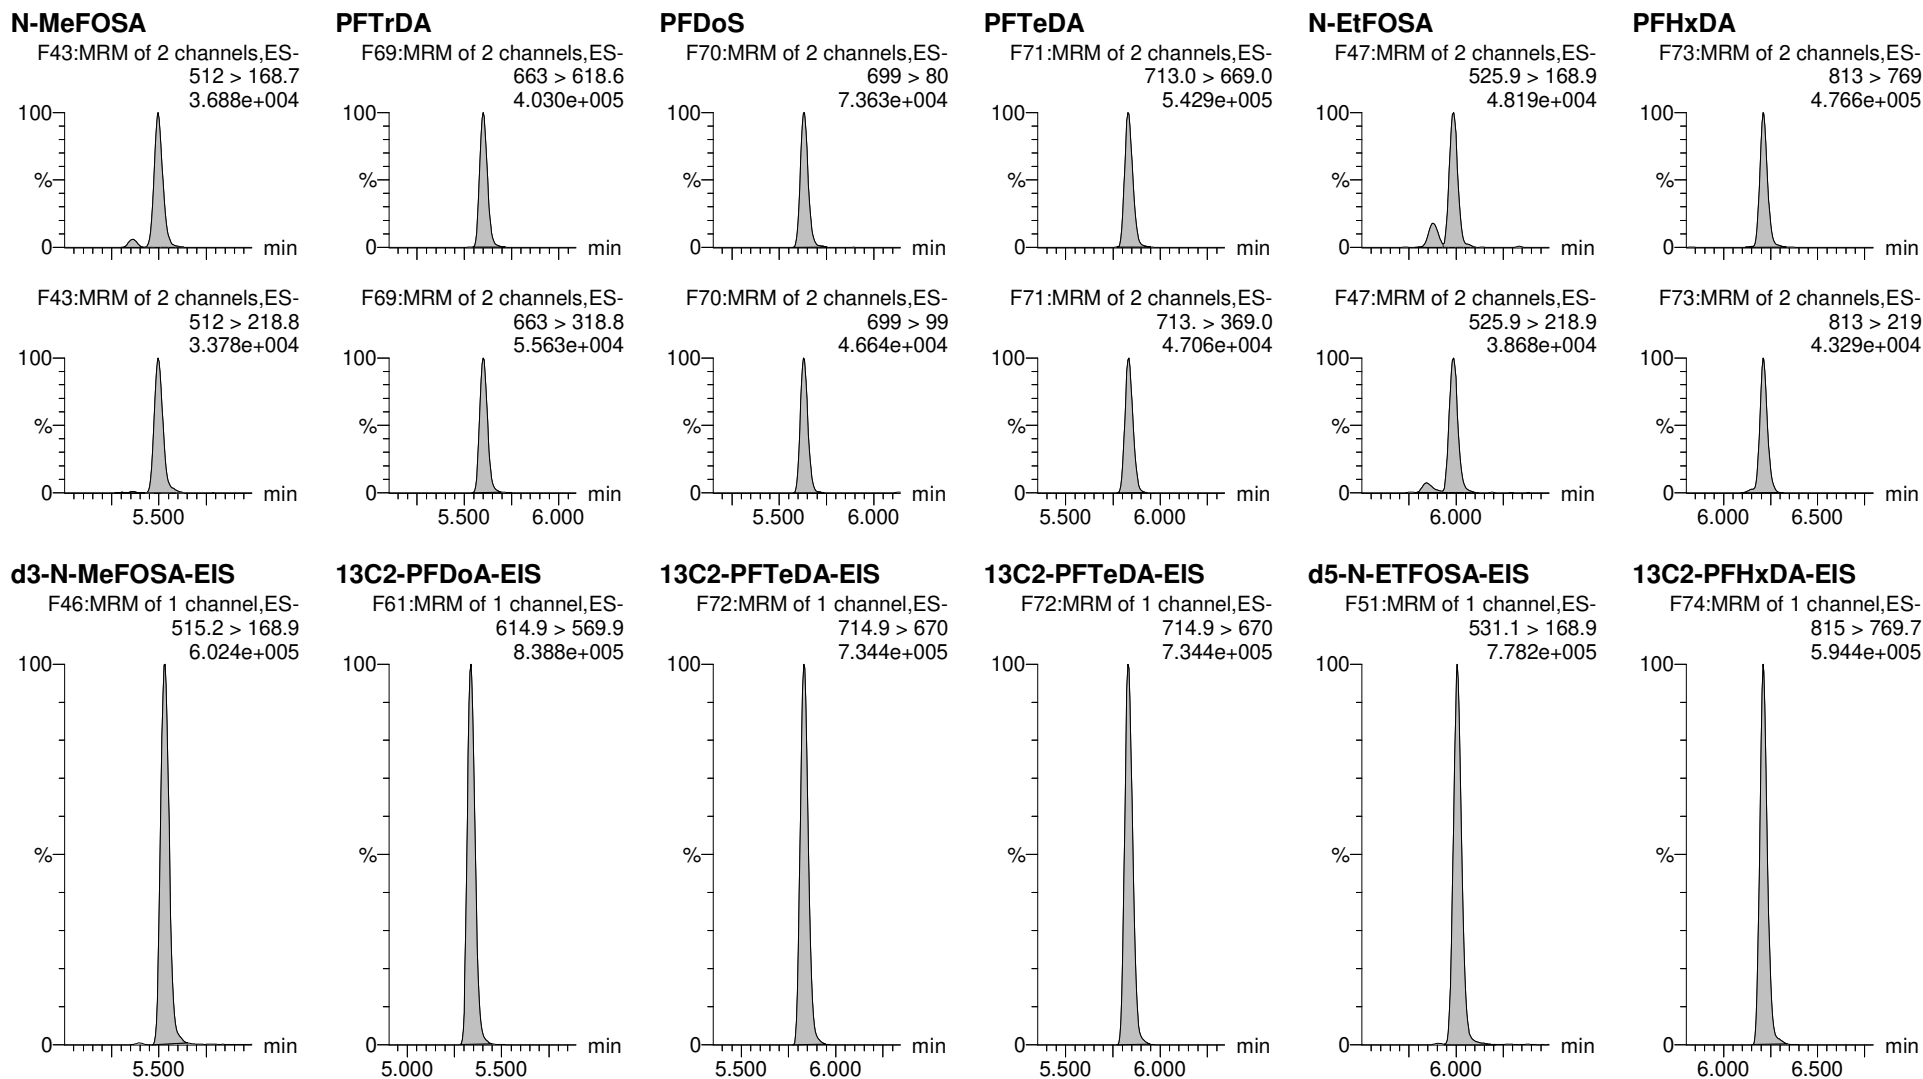 N-MeFOSA
F43:MRM of 2 channels,ES-
512 > 168.7
3.688e+004
100
%
0
min
F43:MRM of 2 channels,ES-
512 > 218.8
3.378e+004
100
%
0
min
5.500
PFTrDA
F69:MRM of 2 channels,ES-
663 > 618.6
4.030e+005
100
%
0
min
F69:MRM of 2 channels,ES-
663 > 318.8
5.563e+004
100
%
0
min
5.500 6.000
PFDoS
F70:MRM of 2 channels,ES-
699 > 80
7.363e+004
100
%
0
min
F70:MRM of 2 channels,ES-
699 > 99
4.664e+004
100
%
0
min
5.500 6.000
PFTeDA
F71:MRM of 2 channels,ES-
713.0 > 669.0
5.429e+005
100
%
0
min
F71:MRM of 2 channels,ES-
713. > 369.0
4.706e+004
100
%
0
min
5.500 6.000
N-EtFOSA
F47:MRM of 2 channels,ES-
525.9 > 168.9
4.819e+004
100
%
0
min
F47:MRM of 2 channels,ES-
525.9 > 218.9
3.868e+004
100
%
0
min
6.000
PFHxDA
F73:MRM of 2 channels,ES-
813 > 769
4.766e+005
100
%
0
min
F73:MRM of 2 channels,ES-
813 > 219
4.329e+004
100
%
0
min
6.000 6.500
d3-N-MeFOSA-EIS
F46:MRM of 1 channel,ES-
515.2 > 168.9
6.024e+005
100
%
0
min
5.500
13C2-PFDoA-EIS
F61:MRM of 1 channel,ES-
614.9 > 569.9
8.388e+005
100
%
0
min
5.000 5.500
13C2-PFTeDA-EIS
F72:MRM of 1 channel,ES-
714.9 > 670
7.344e+005
100
%
0
min
5.500 6.000
13C2-PFTeDA-EIS
F72:MRM of 1 channel,ES-
714.9 > 670
7.344e+005
100
%
0
min
5.500 6.000
d5-N-ETFOSA-EIS
F51:MRM of 1 channel,ES-
531.1 > 168.9
7.782e+005
100
%
0
min
6.000
13C2-PFHxDA-EIS
F74:MRM of 1 channel,ES-
815 > 769.7
5.944e+005
100
%
0
min
6.000 6.500